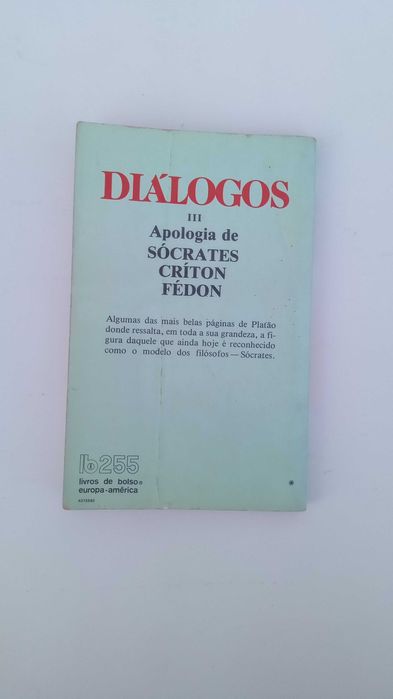 DIÁLOGOS
III
Apologia de
SÓCRATES
CRÍTON
FÉDON
Algumas das mais belas páginas de Platão
donde ressalta, em toda a sua grandeza, a fi-
gura daquele que ainda hoje é reconhecido
como o modelo dos filósofos — Sócrates.
lb255
livros de bolso
europa-américa